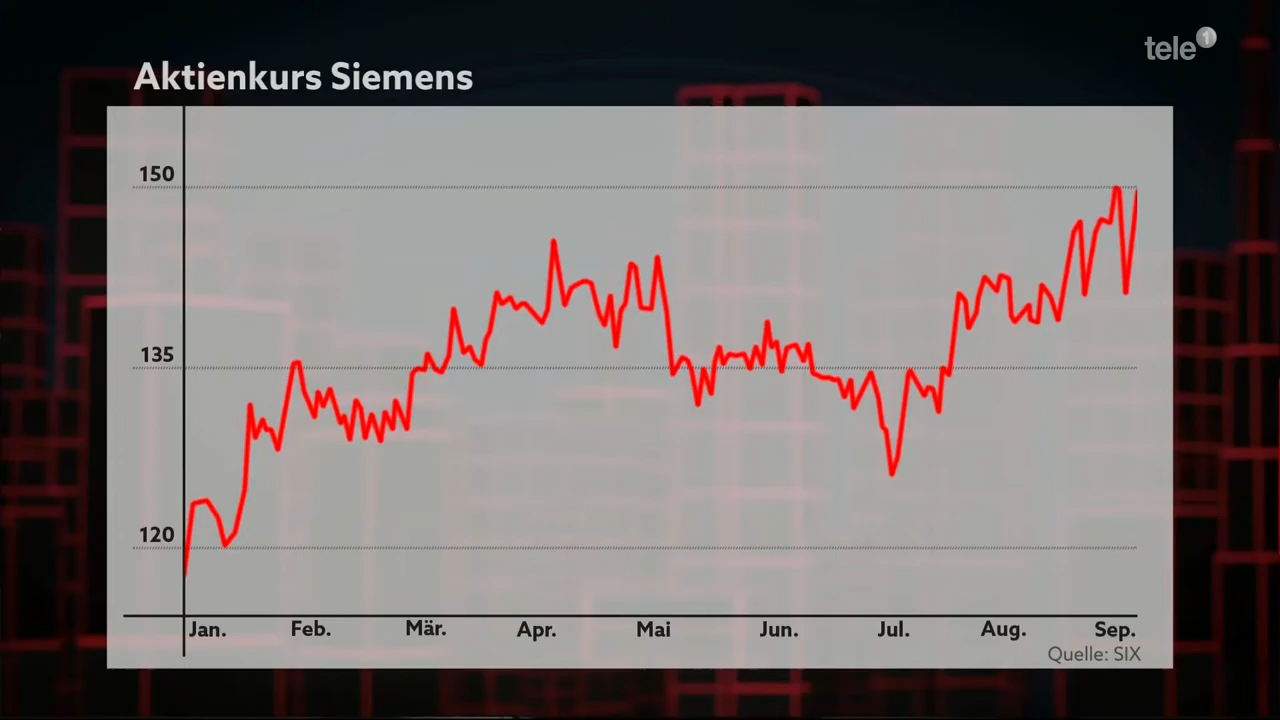 tele1
Aktienkurs Siemens
150
135
120
Jan. Feb. Mär. Apr. Mai Jun. Jul. Aug. Sep.
Quelle: SIX